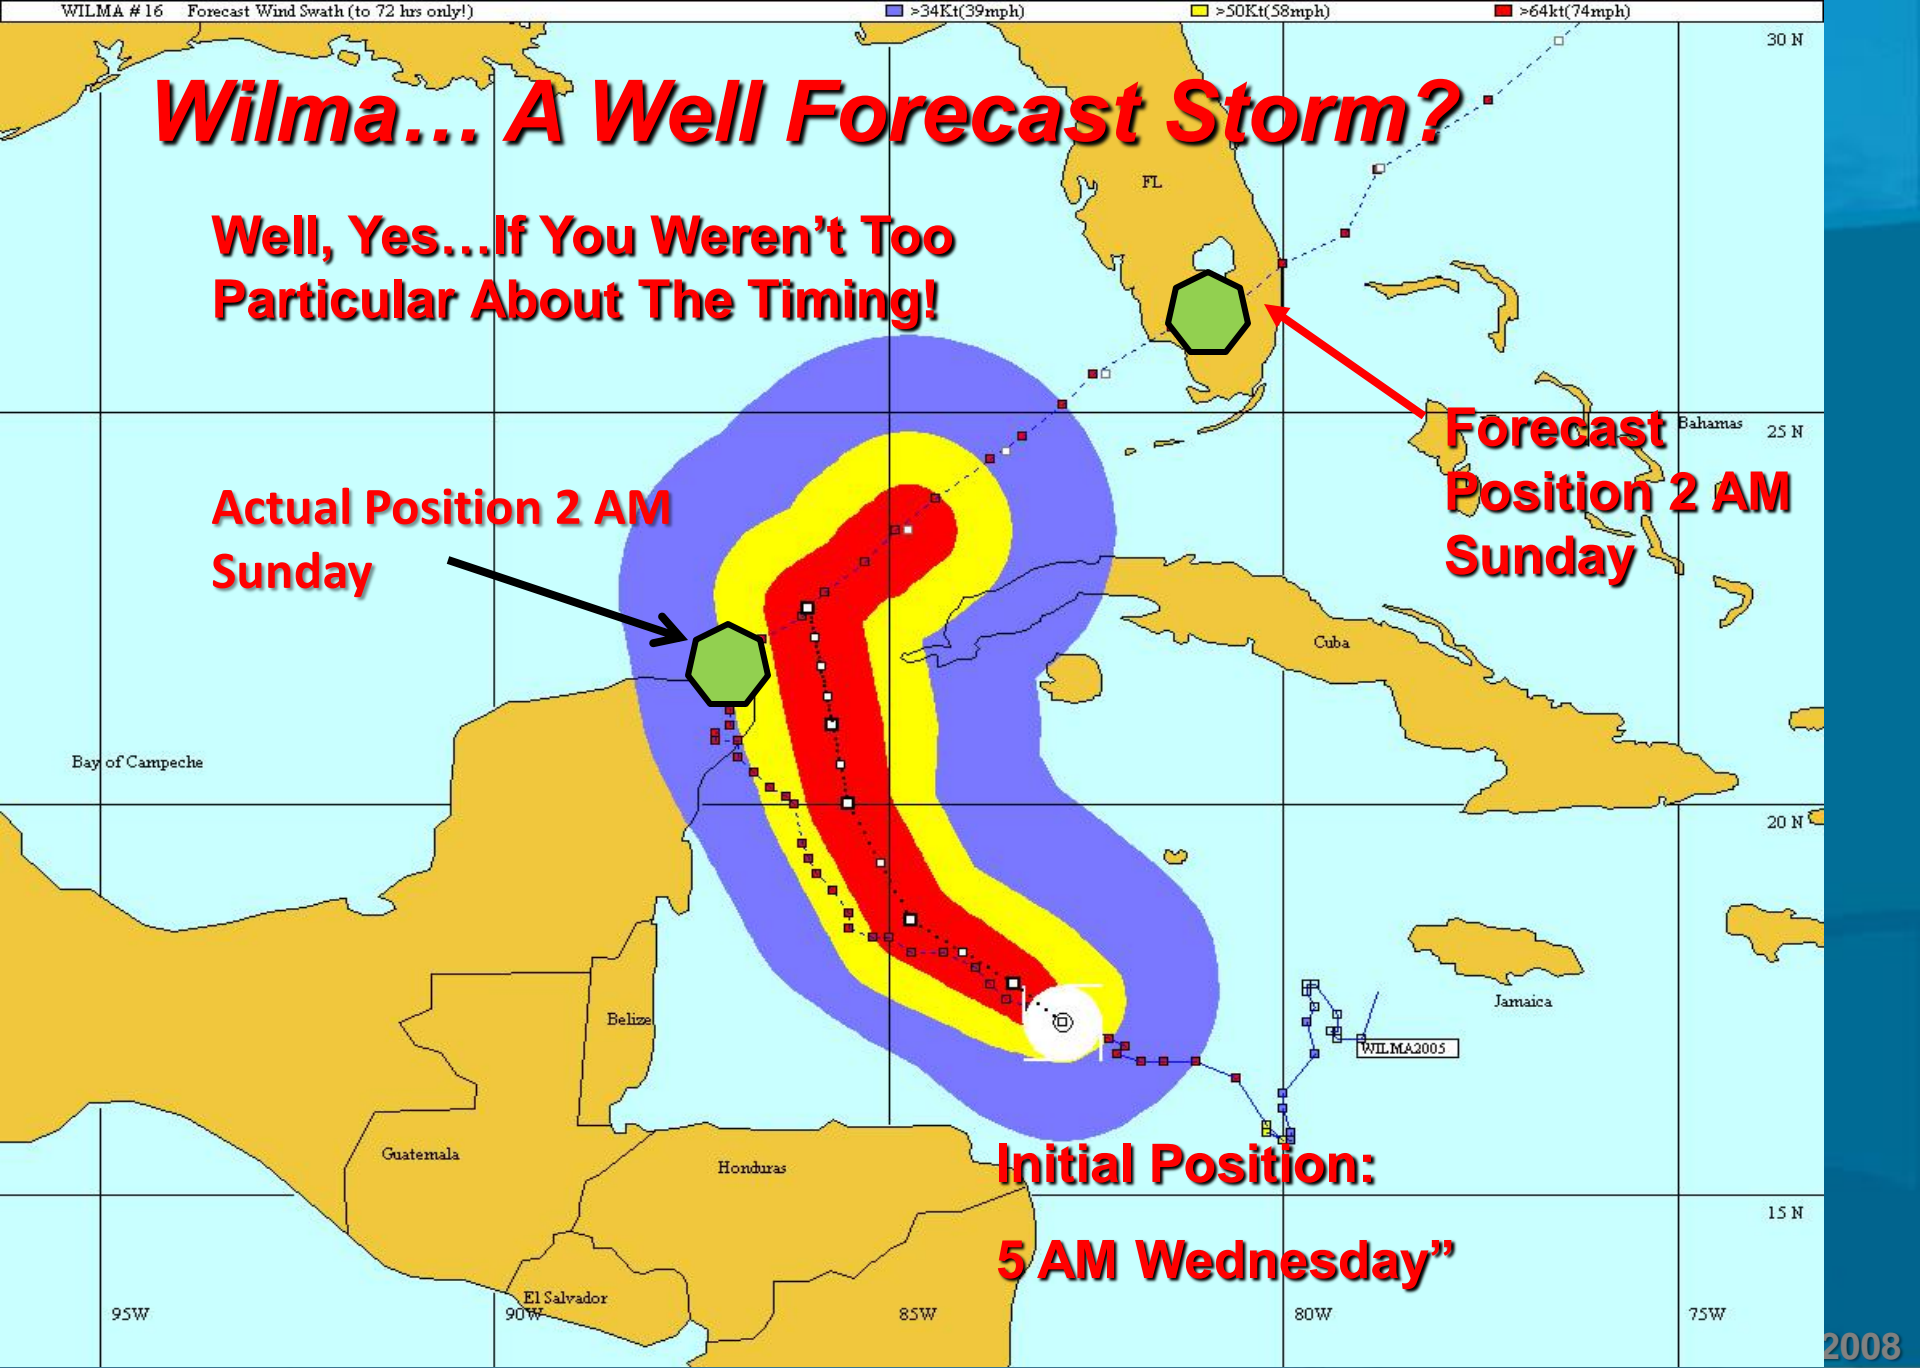 WILMA # 16 Forecast Wind Swath (to 72 hrs only!) >34Kt(39mph) >50Kt(58mph) >64kt(74mph)
30 N
Wilma… A Well Forecast Storm?
FL
Well, Yes…If You Weren’t Too
Particular About The Timing!
Forecast
Position 2 AM
Sunday
Bahamas
25 N
Actual Position 2 AM
Sunday
Cuba
Bay of Campeche
20 N
Jamaica
Belize
WILMA2005
Guatemala
Honduras
Initial Position:
5 AM Wednesday”
15 N
El Salvador
95W
90W
85W
80W
75W
2008